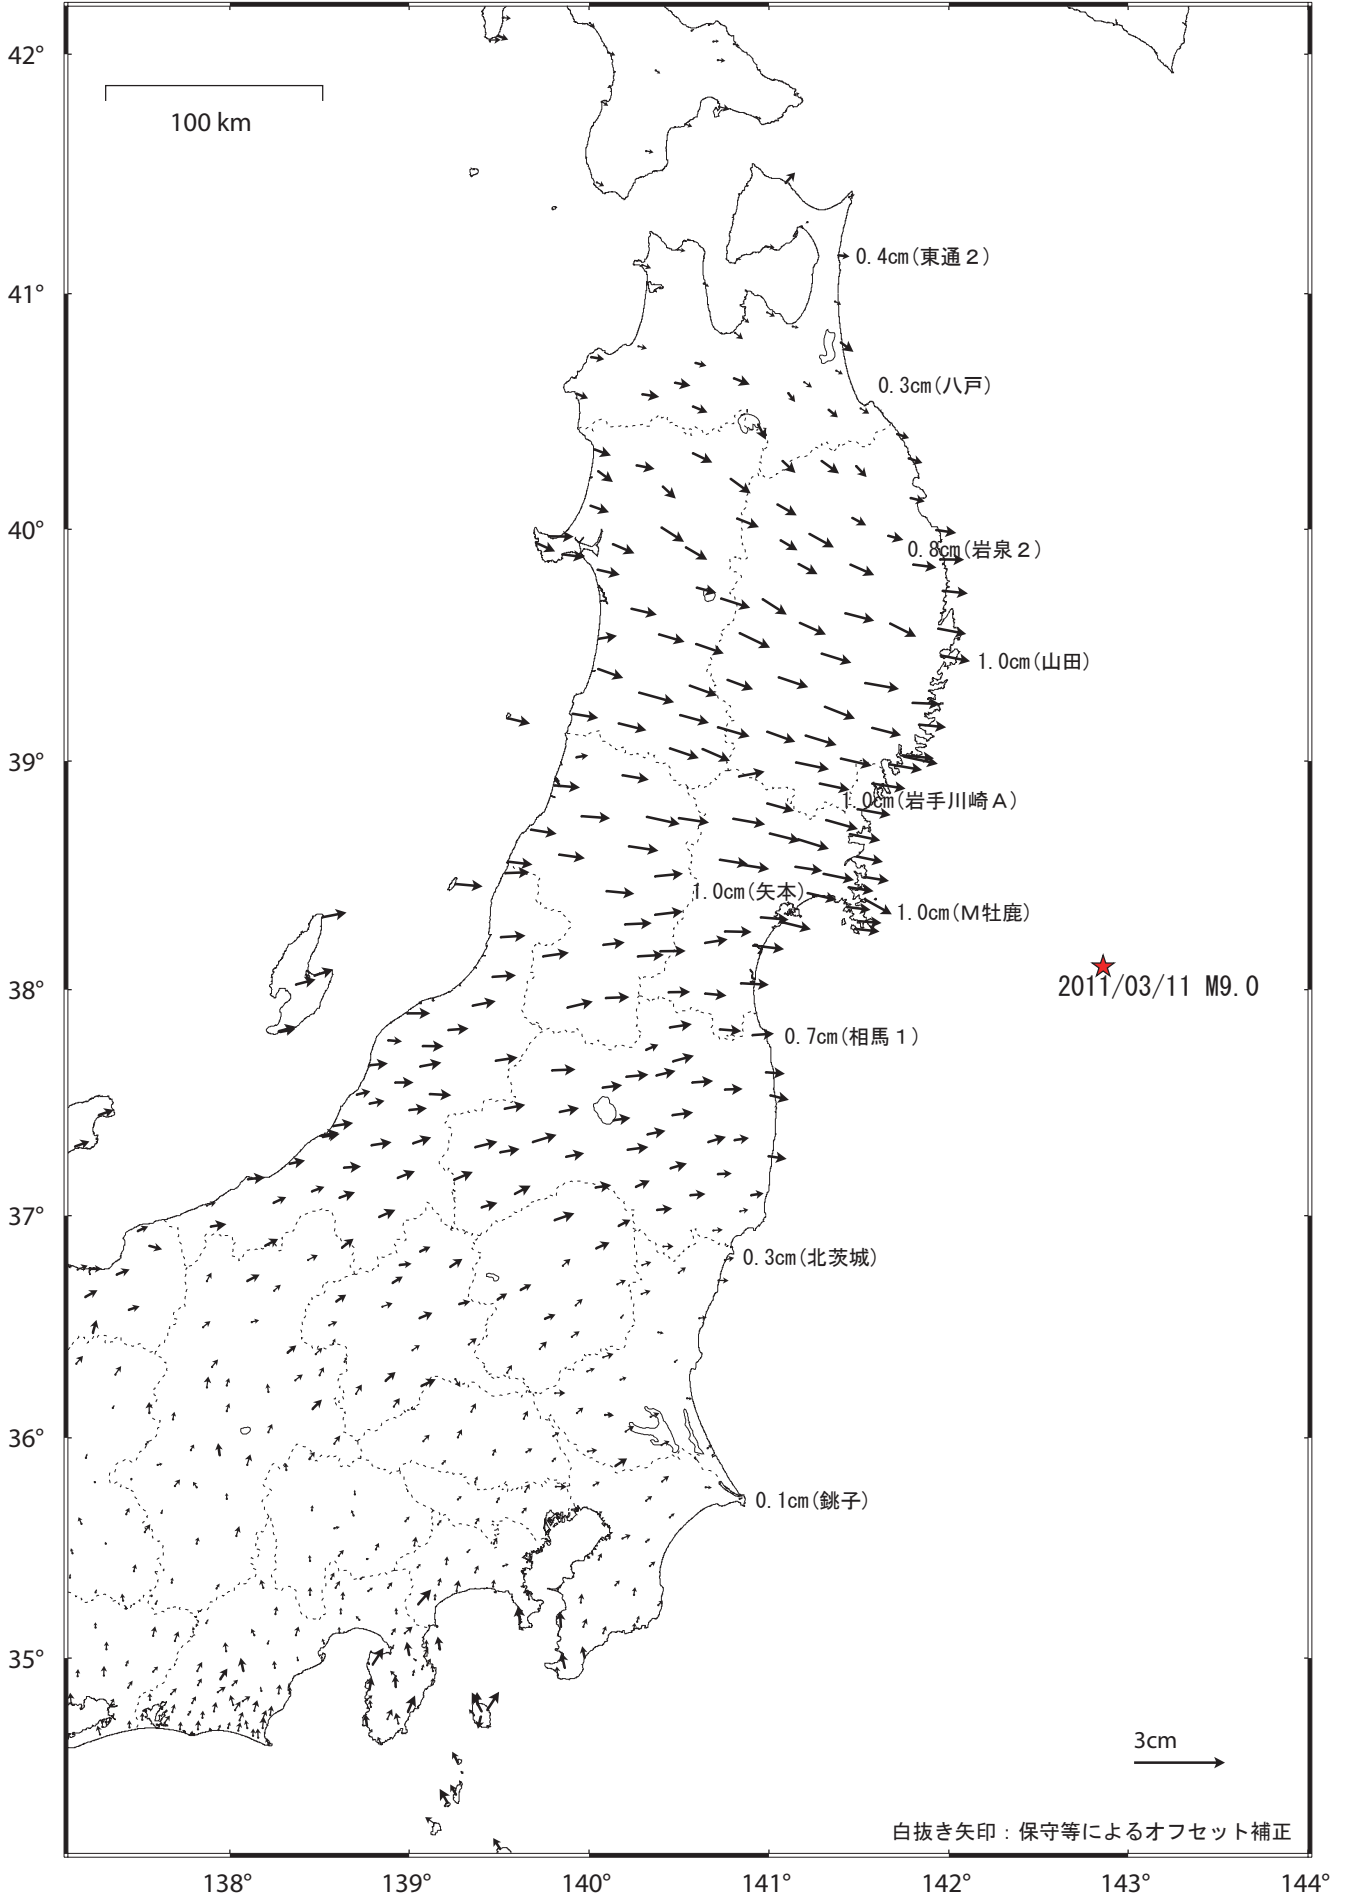 42°
100 km
0.4cm(東通２)
41°
0.3cm(八戸)
40°
0.8cm(岩泉２)
1.0cm(山田)
39°
1.0cm(岩手川崎Ａ)
1.0cm(矢本)
1.0cm(Ｍ牡鹿)
38°
2011/03/11 M9.0
0.7cm(相馬１)
37°
0.3cm(北茨城)
36°
0.1cm(銚子)
35°
3cm
白抜き矢印：保守等によるオフセット補正
138° 139° 140° 141° 142° 143° 144°